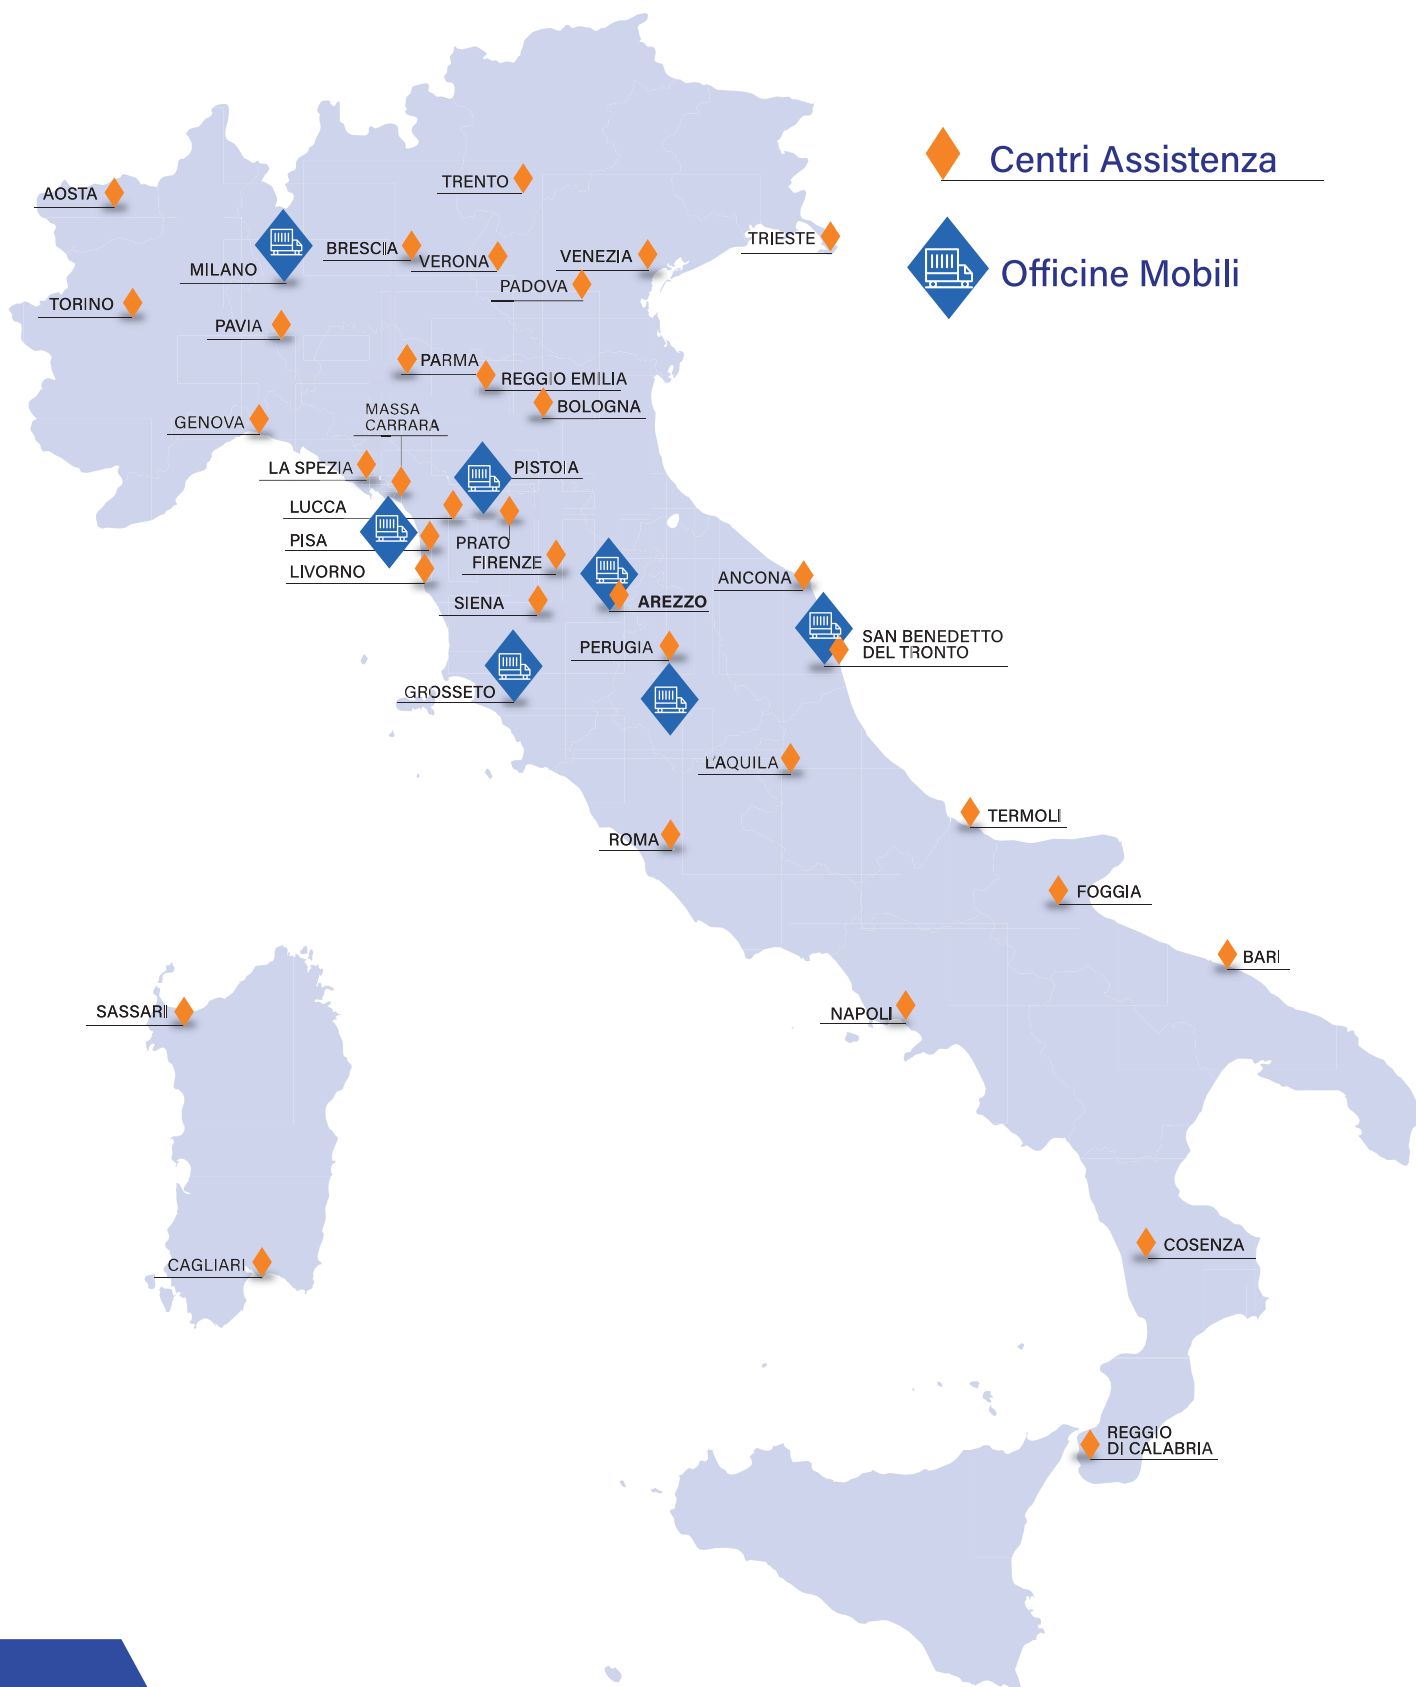 Centri Assistenza
TRENTO
AOSTA
TRIESTE
BRESCIA
VERONA
VENEZIA
MILANO
Officine Mobili
PADOVA
TORINO
PAVIA
PARMA
REGGIO EMILIA
BOLOGNA
MASSA
CARRARA
GENOVA
LA SPEZIA
PISTOIA
LUCCA
PISA
PRATO
FIRENZE
LIVORNO
ANCONA
SIENA
AREZZO
SAN BENEDETTO
DEL TRONTO
PERUGIA
GROSSETO
L'AQUILA
TERMOLI
ROMA
FOGGIA
BARI
SASSARI
NAPOLI
COSENZA
CAGLIARI
REGGIO
DI CALABRIA